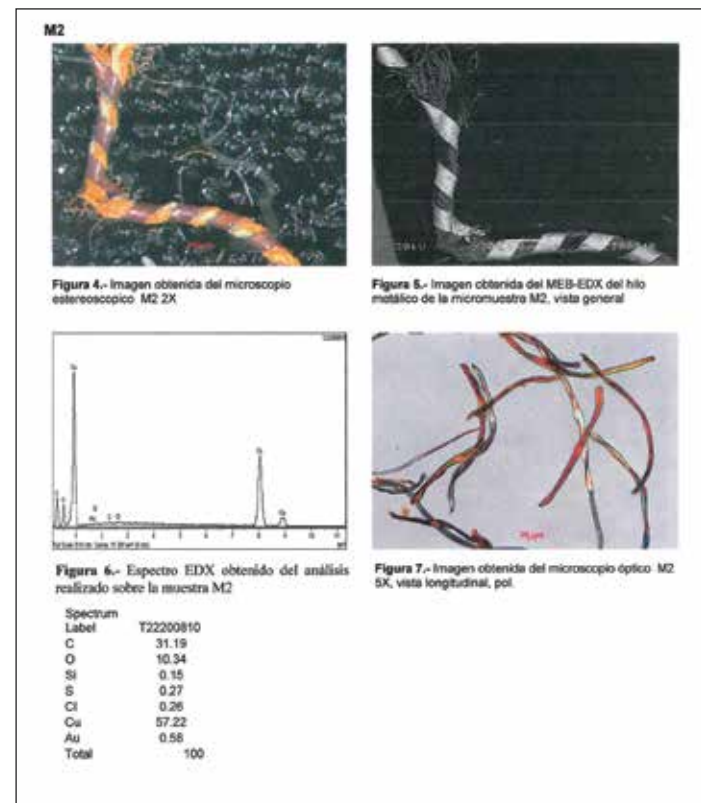 M2
Figura 4.- Imagen obtenida del microscopio
estereoscopico M2 2X
Figura 5.- Imagen obtenida del MEB-EDX del hilo
metálico de la micromuestra M2, vista general
Figura 6.- Espectro EDX obtenido del análisis
realizado sobre la muestra M2
Figura 7.- Imagen obtenida del microscopio óptico M2
5X, vista longitudinal, pol.
Spectrum
Label T22200810
C 31.19
O 10.34
Si 0.15
S 0.27
Cl 0.26
Cu 57.22
Au 0.58
Total 100